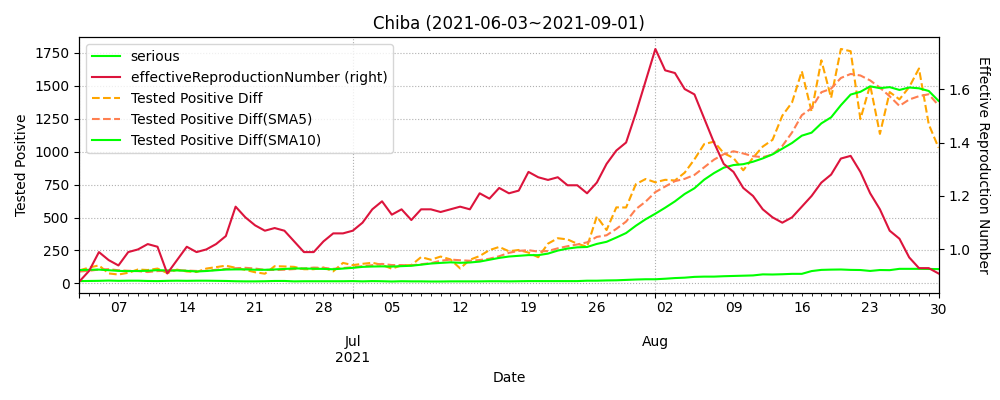 Chiba (2021-06-03~2021-09-01)
serious
effectiveReproductionNumber (right)
Tested Positive Diff
Tested Positive Diff(SMA5)
Tested Positive Diff(SMA10)
Tested Positive
1750
1500
1250
1000
750
500
250
0
Effective Reproduction Number
1.6
1.4
1.2
1.0
07 14 21 28 05 12 19 26 02 09 16 23 30
Jul Aug
2021
Date